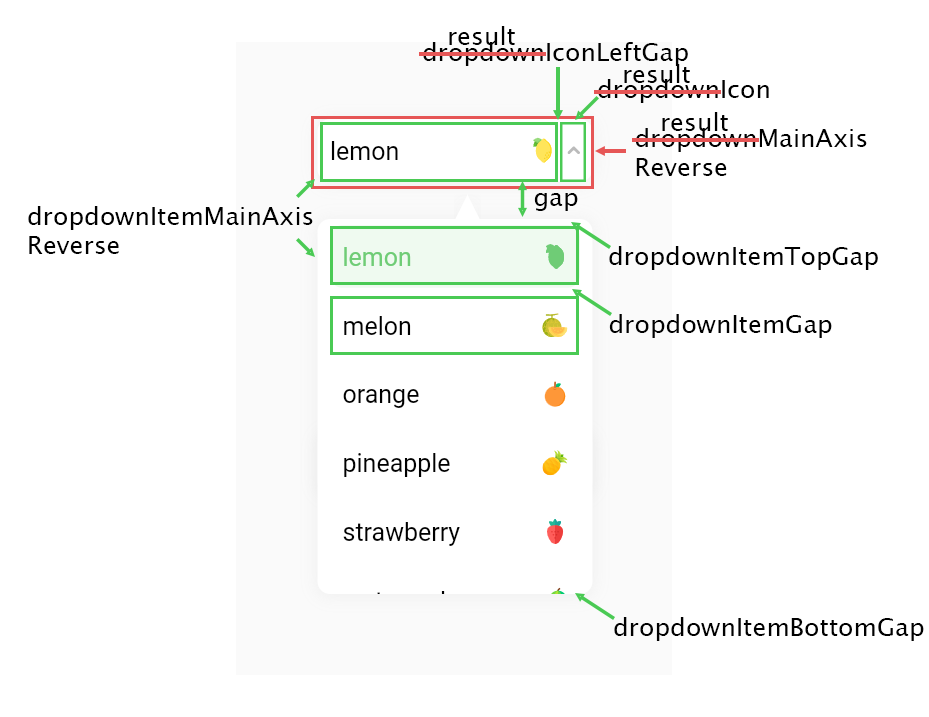 result
dropdownIconLeftGap
result
dropdownIcon
result
dropdownMainAxis
Reverse
lemon
gap
dropdownItemMainAxis
Reverse
lemon
dropdownItemTopGap
melon
dropdownItemGap
orange
pineapple
strawberry
dropdownItemBottomGap